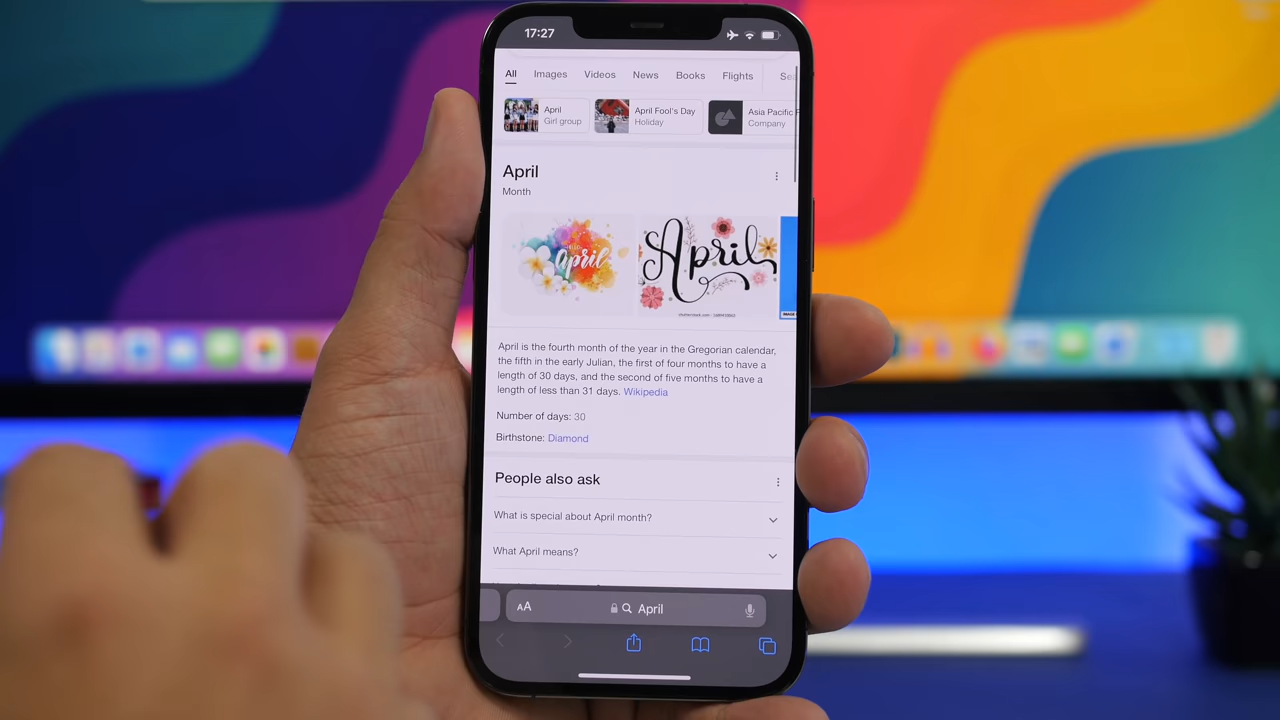 17:27
All Images Videos News Books Flights
April
Girl group
April Fool's Day
Holiday
Asia Pacific
Company
April
Month
April
April
April is the fourth month of the year in the Gregorian calendar,
the fifth in the early Julian, the first of four months to have a
length of 30 days, and the second of five months to have a
length of less than 31 days. Wikipedia
Number of days: 30
Birthstone: Diamond
People also ask
What is special about April month?
What April means?
AA April